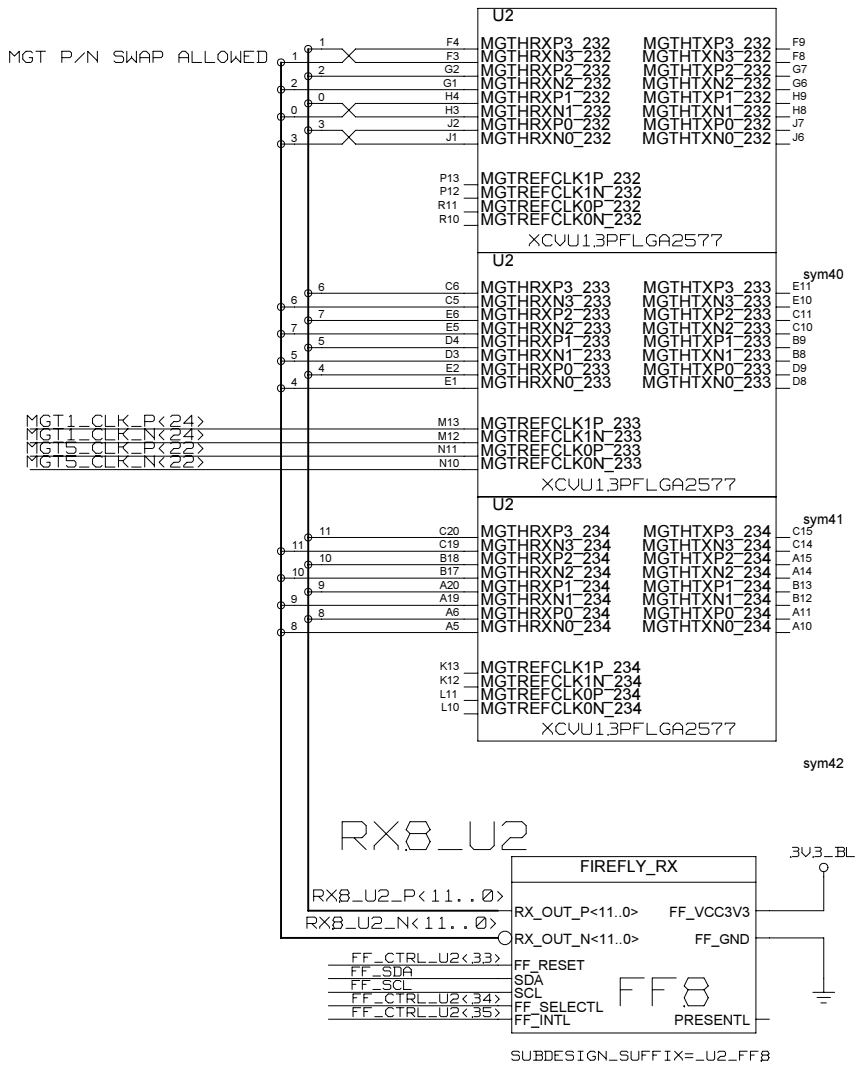 U2
1 F4 MGTHRXP3_232 MGTHTXP3_232 F9
MGT P/N SWAP ALLOWED 1 F3 MGTHRXN3_232 MGTHTXN3_232 F8
2 G2 MGTHRXP2_232 MGTHTXP2_232 G7
2 G1 MGTHRXN2_232 MGTHTXN2_232 G6
0 H4 MGTHRXP1_232 MGTHTXP1_232 H9
0 H3 MGTHRXN1_232 MGTHTXN1_232 H8
3 J2 MGTHRXP0_232 MGTHTXP0_232 J7
3 J1 MGTHRXN0_232 MGTHTXN0_232 J6
P13 MGTREFCLK1P_232
P12 MGTREFCLK1N_232
R11 MGTREFCLK0P_232
R10 MGTREFCLK0N_232
XCVU13PFLGA2577
U2
sym40
6 C6 MGTHRXP3_233 MGTHTXP3_233 E11
6 C5 MGTHRXN3_233 MGTHTXN3_233 E10
7 E6 MGTHRXP2_233 MGTHTXP2_233 C11
7 E5 MGTHRXN2_233 MGTHTXN2_233 C10
5 D4 MGTHRXP1_233 MGTHTXP1_233 B9
5 D3 MGTHRXN1_233 MGTHTXN1_233 B8
4 E2 MGTHRXP0_233 MGTHTXP0_233 D9
4 E1 MGTHRXN0_233 MGTHTXN0_233 D8
MGT1_CLK_P<24> M13 MGTREFCLK1P_233
MGT1_CLK_N<24> M12 MGTREFCLK1N_233
MGT5_CLK_P<22> N11 MGTREFCLK0P_233
MGT5_CLK_N<22> N10 MGTREFCLK0N_233
XCVU13PFLGA2577
U2
sym41
11 C20 MGTHRXP3_234 MGTHTXP3_234 C15
11 C19 MGTHRXN3_234 MGTHTXN3_234 C14
10 B18 MGTHRXP2_234 MGTHTXP2_234 A15
10 B17 MGTHRXN2_234 MGTHTXN2_234 A14
9 A20 MGTHRXP1_234 MGTHTXP1_234 B13
9 A19 MGTHRXN1_234 MGTHTXN1_234 B12
8 A6 MGTHRXP0_234 MGTHTXP0_234 A11
8 A5 MGTHRXN0_234 MGTHTXN0_234 A10
K13 MGTREFCLK1P_234
K12 MGTREFCLK1N_234
L11 MGTREFCLK0P_234
L10 MGTREFCLK0N_234
XCVU13PFLGA2577
sym42
RX8_U2
3V3_BL
FIREFLY_RX
RX8_U2_P<11..0> RX_OUT_P<11..0> FF_VCC3V3
RX8_U2_N<11..0> RX_OUT_N<11..0> FF_GND
FF_CTRL_U2<33> FF_RESET
FF_SDA SDA
FF_SCL SCL
FF_CTRL_U2<34> FF_SELECTL
FF_CTRL_U2<35> FF_INTL
FF8
PRESENTL
SUBDESIGN_SUFFIX=_U2_FF8